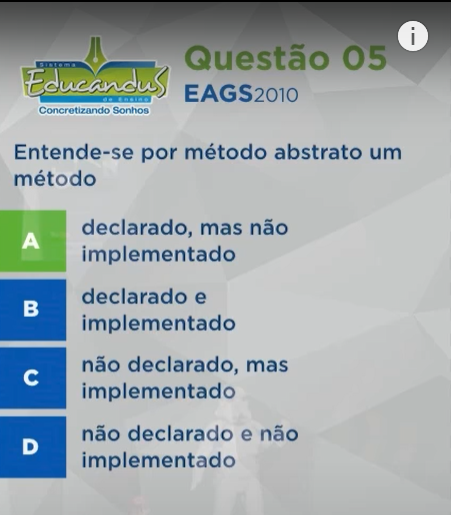 Sistema
Educandus
de Ensino
Concretizando Sonhos
Questão 05
EAGS2010
i
Entende-se por método abstrato um
método
A
declarado, mas não
implementado
B
declarado e
implementado
C
não declarado, mas
implementado
D
não declarado e não
implementado